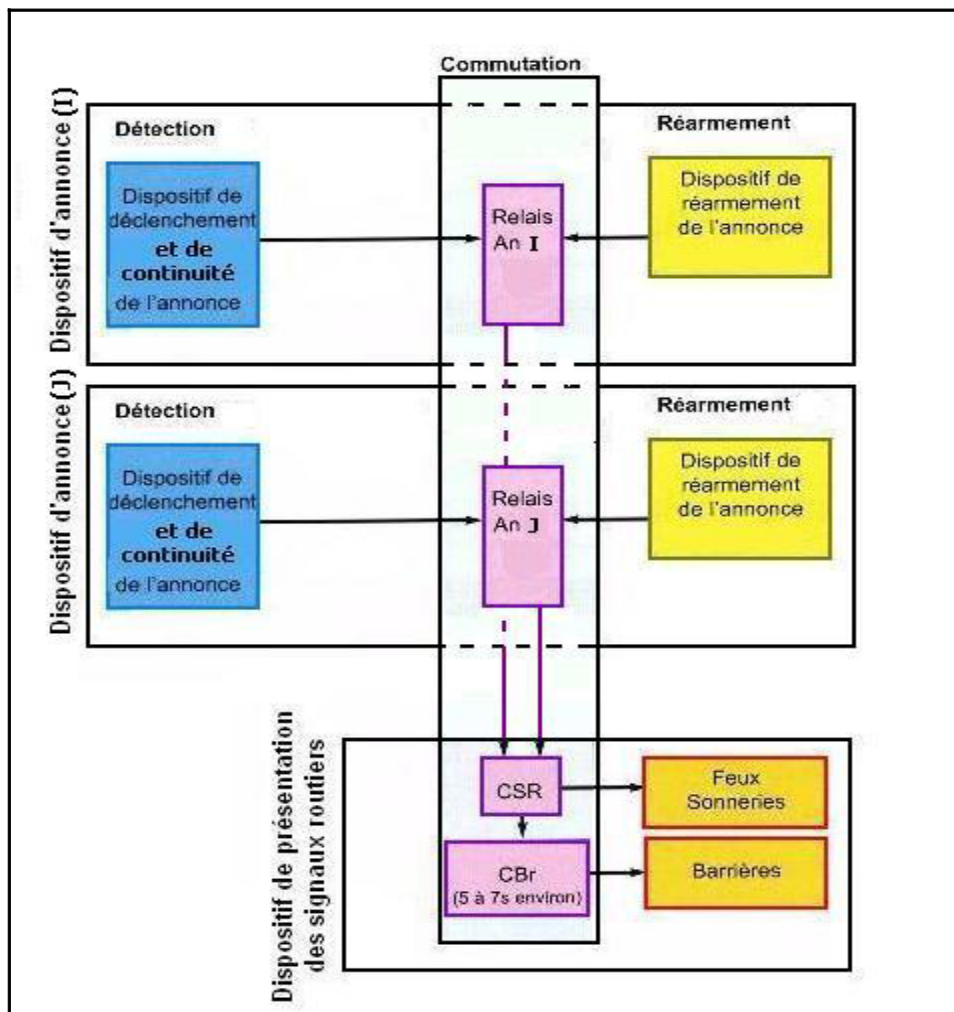 Commutation
Dispositif d'annonce (I)
Détection
Dispositif de
déclenchement
et de
continuité
de l'annonce
Relais
An I
Réarmement
Dispositif de
réarmement
de l'annonce
Dispositif d'annonce (J)
Détection
Dispositif de
déclenchement
et de
continuité
de l'annonce
Relais
An J
Réarmement
Dispositif de
réarmement
de l'annonce
Dispositif de présentation
des signaux routiers
CSR
Feux
Sonneries
CBr
(5 à 7s environ)
Barrières